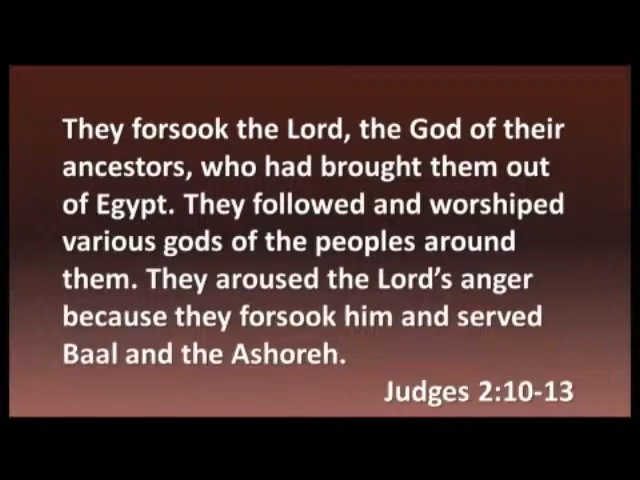 They forsook the Lord, the God of their
ancestors, who had brought them out
of Egypt. They followed and worshiped
various gods of the peoples around
them. They aroused the Lord’s anger
because they forsook him and served
Baal and the Ashoreh.
Judges 2:10-13